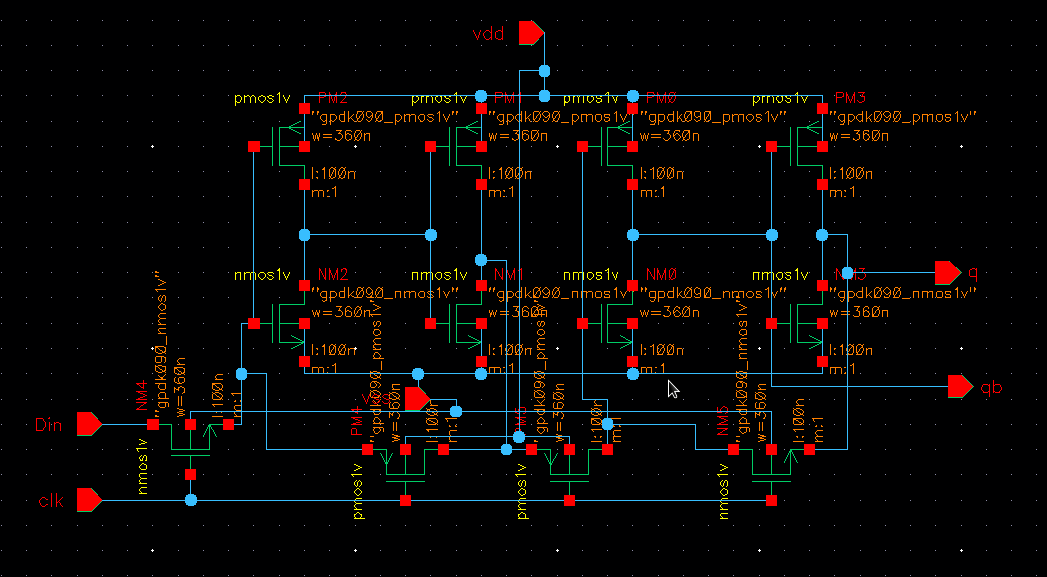 vdd
pmos1v PM2
"gpdk090_pmos1v"
w=360n
l:100n
m:1
pmos1v PM1
"gpdk090_pmos1v"
w=360n
l:100n
m:1
pmos1v PM0
"gpdk090_pmos1v"
w=360n
l:100n
m:1
pmos1v PM3
"gpdk090_pmos1v"
w=360n
l:100n
m:1
nmos1v NM2
"gpdk090_nmos1v"
w=360n
l:100n
m:1
nmos1v NM1
"gpdk090_nmos1v"
w=360n
l:100n
m:1
nmos1v NM0
"gpdk090_nmos1v"
w=360n
l:100n
m:1
nmos1v NM3
"gpdk090_nmos1v"
w=360n
l:100n
m:1
q
qb
Din
clk
nmos1v NM4
"gpdk090_nmos1v"
w=360n
l:100n
m:1
pmos1v PM4
"gpdk090_pmos1v"
w=360n
l:100n
m:1
pmos1v
"gpdk090_pmos1v"
w=360n
l:100n
m:1
nmos1v NM5
"gpdk090_nmos1v"
w=360n
l:100n
m:1